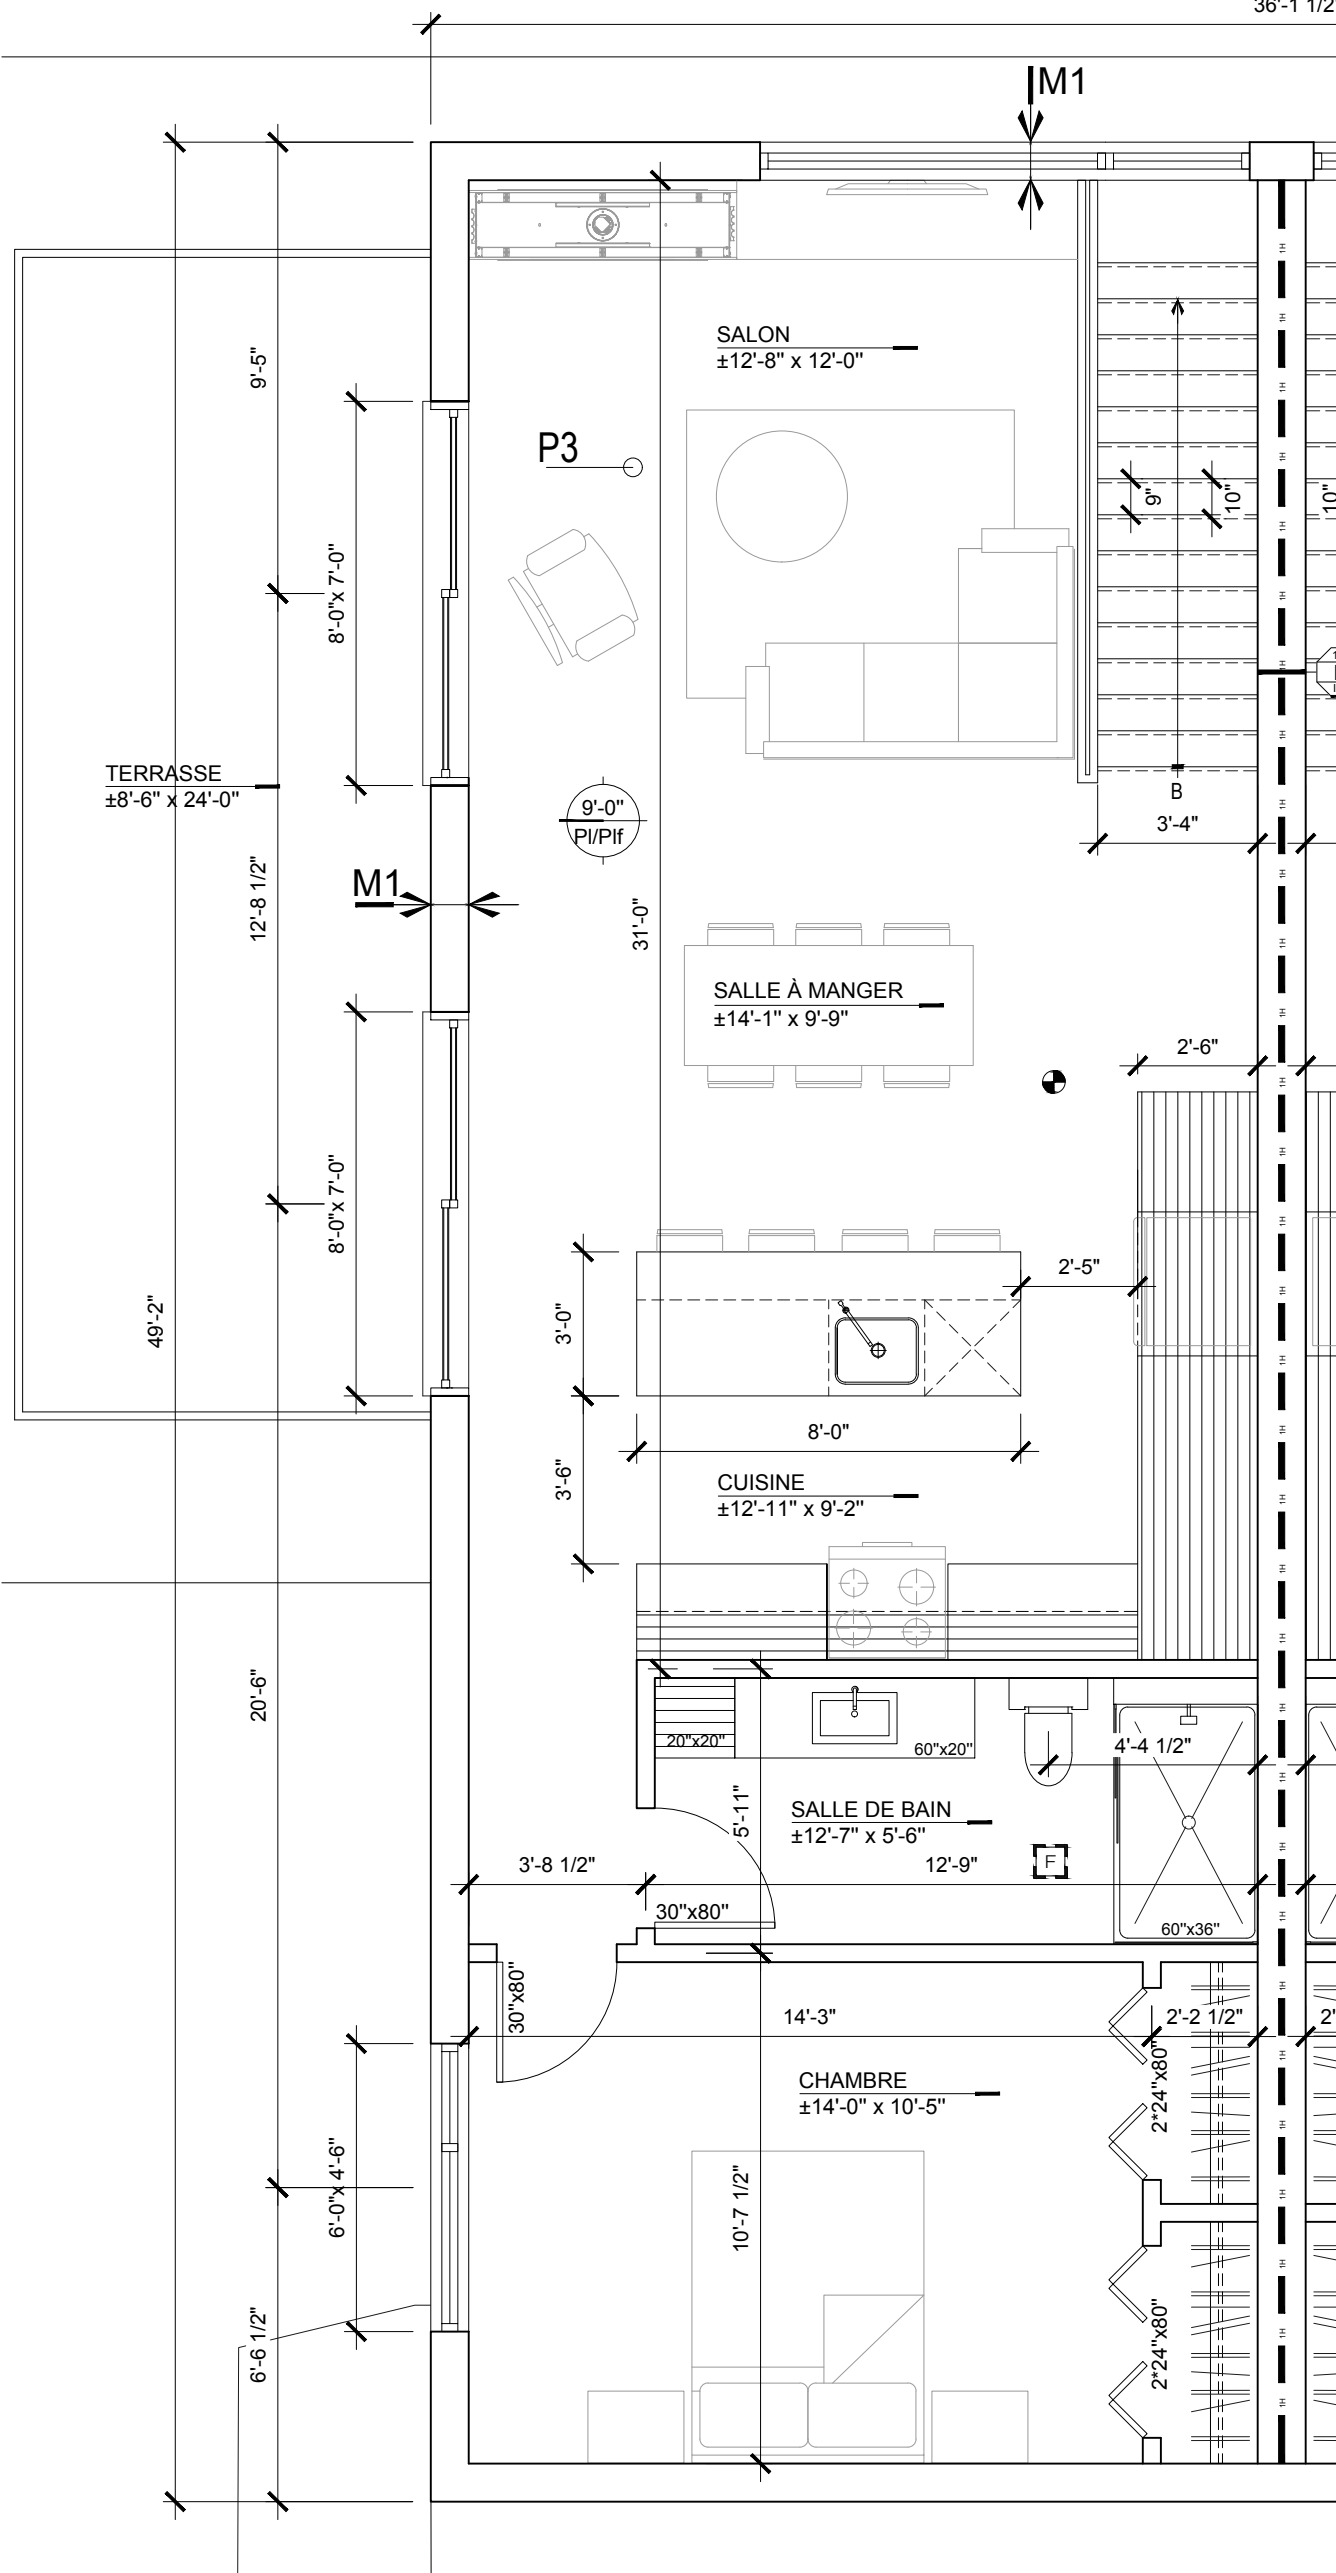 36'-1 1/2"
M1
SALON
±12'-8" x 12'-0"
9'-5"
P3
9"
10"
10"
8'-0"x 7'-0"
TERRASSE
±8'-6" x 24'-0"
B
9'-0"
Pl/Plf
3'-4"
M1
12'-8 1/2"
31'-0"
SALLE À MANGER
±14'-1" x 9'-9"
2'-6"
8'-0"x 7'-0"
2'-5"
49'-2"
3'-0"
8'-0"
3'-6"
CUISINE
±12'-11" x 9'-2"
20'-6"
20"x20"
60"x20"
4'-4 1/2"
5'-11"
SALLE DE BAIN
±12'-7" x 5'-6"
F
3'-8 1/2"
12'-9"
30"x80"
60"x36"
30"x80"
14'-3"
2'-2 1/2"
2'
CHAMBRE
±14'-0" x 10'-5"
2*24"x80"
6'-0"x 4'-6"
10'-7 1/2"
6'-6 1/2"
2*24"x80"